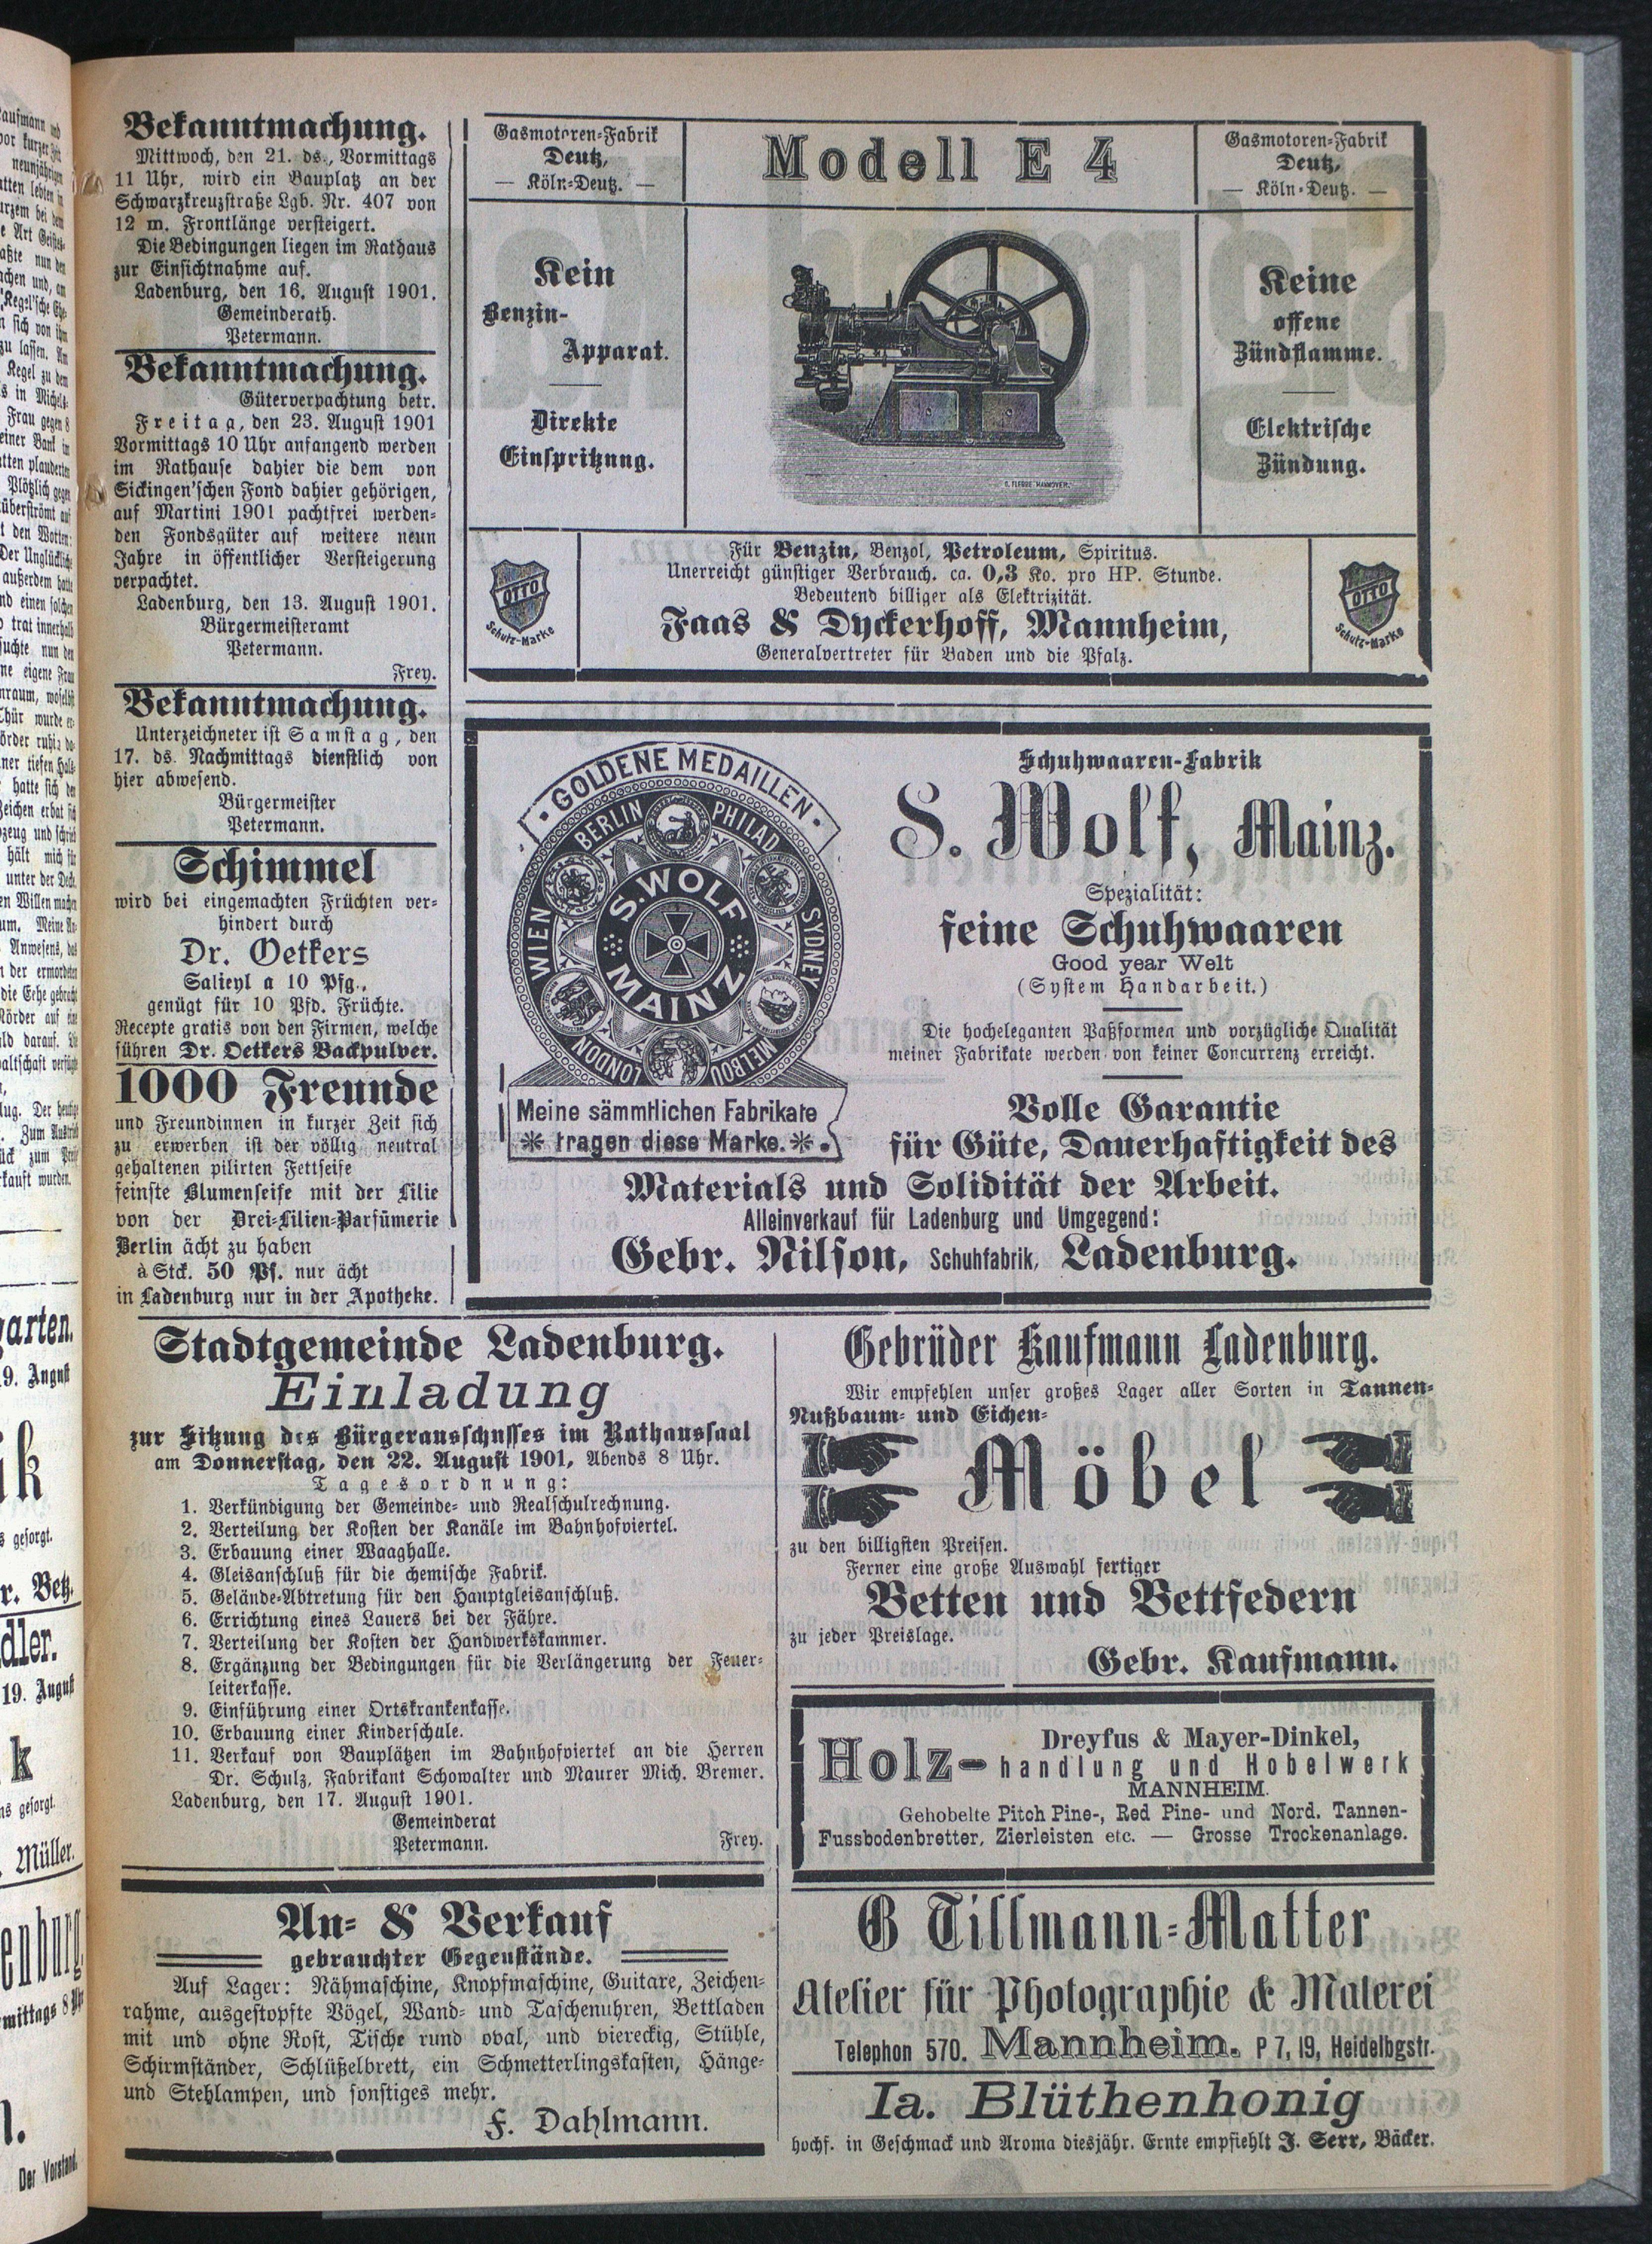 Bekanntmachung.
Mittwoch, den 21. ds., Vormittags
11 Uhr, wird ein Bauplatz an der
Schwarzkreuzstraße Lgb. Nr. 407 von
12 m. Frontlänge versteigert.
Die Bedingungen liegen im Rathaus
zur Einsichtnahme auf.
Ladenburg, den 16. August 1901.
Gemeinderath.
Petermann.
Bekanntmachung.
Güterverpachtung betr.
Freitag, den 23. August 1901
Vormittags 10 Uhr anfangend werden
im Rathause dahier die dem von
Sickingen'schen Fond dahier gehörigen,
auf Martini 1901 pachtfrei werden-
den Fondsgüter auf weitere neun
Jahre in öffentlicher Versteigerung
verpachtet.
Ladenburg, den 13. August 1901.
Bürgermeisteramt
Petermann.
Frey.
Bekanntmachung.
Unterzeichneter ist Samstag, den
17. ds. Nachmittags dienstlich von
hier abwesend.
Bürgermeister
Petermann.
Schimmel
wird bei eingemachten Früchten ver-
hindert durch
Dr. Oetkers
Salicyl a 10 Pfg.,
genügt für 10 Pfd. Früchte.
Recepte gratis von den Firmen, welche
führen Dr. Oetkers Backpulver.
1000 Freunde
und Freundinnen in kurzer Zeit sich
zu erwerben ist der völlig neutral
gehaltenen pilirten Fettseife
feinste Blumenseife mit der Lilie
von der Drei-Lilien-Parfümerie
Berlin ächt zu haben
à Stck. 50 Pf. nur ächt
in Ladenburg nur in der Apotheke.
Gasmotoren-Fabrik
Deutz,
— Köln-Deutz. —
Modell E 4
Gasmotoren-Fabrik
Deutz,
— Köln-Deutz. —
Kein
Benzin-
Apparat.
Direkte
Einspritzung.
Keine
offene
Zündflamme.
Elektrische
Zündung.
OTTO
Schutz-Marke
Für Benzin, Benzol, Petroleum, Spiritus.
Unerreicht günstiger Verbrauch. ca. 0,3 Ko. pro HP. Stunde.
Bedeutend billiger als Elektrizität.
Faas & Dyckerhoff, Mannheim,
Generalvertreter für Baden und die Pfalz.
OTTO
Schutz-Marke
·GOLDENE MEDAILLEN·
BERLIN PHILAD
WIEN SYDNEY
LONDON MELBOU
S. WOLF
MAINZ
Meine sämmtlichen Fabrikate
tragen diese Marke.
Schuhwaaren-Fabrik
S. Wolf, Mainz.
Spezialität:
feine Schuhwaaren
Good year Welt
(System Handarbeit.)
Die hocheleganten Paßformen und vorzügliche Qualität
meiner Fabrikate werden von keiner Concurrenz erreicht.
Volle Garantie
für Güte, Dauerhaftigkeit des
Materials und Solidität der Arbeit.
Alleinverkauf für Ladenburg und Umgegend:
Gebr. Nilson, Schuhfabrik, Ladenburg.
Stadtgemeinde Ladenburg.
Einladung
zur Sitzung des Bürgerausschusses im Rathaussaal
am Donnerstag, den 22. August 1901, Abends 8 Uhr.
Tagesordnung:
1. Verkündigung der Gemeinde- und Realschulrechnung.
2. Verteilung der Kosten der Kanäle im Bahnhofviertel.
3. Erbauung einer Waaghalle.
4. Gleisanschluß für die chemische Fabrik.
5. Gelände-Abtretung für den Hauptgleisanschluß.
6. Errichtung eines Lauers bei der Fähre.
7. Verteilung der Kosten der Handwerkskammer.
8. Ergänzung der Bedingungen für die Verlängerung der Feuer-
leiterkasse.
9. Einführung einer Ortskrankenkasse.
10. Erbauung einer Kinderschule.
11. Verkauf von Bauplätzen im Bahnhofviertel an die Herren
Dr. Schulz, Fabrikant Schowalter und Maurer Mich. Bremer.
Ladenburg, den 17. August 1901.
Gemeinderat
Petermann.
Frey.
An- & Verkauf
gebrauchter Gegenstände.
Auf Lager: Nähmaschine, Knopfmaschine, Guitare, Zeichen-
rahme, ausgestopfte Vögel, Wand- und Taschenuhren, Bettladen
mit und ohne Rost, Tische rund oval, und viereckig, Stühle,
Schirmständer, Schlüßelbrett, ein Schmetterlingskasten, Hänge-
und Stehlampen, und sonstiges mehr.
F. Dahlmann.
Gebrüder Kaufmann Ladenburg.
Wir empfehlen unser großes Lager aller Sorten in Tannen-
Nußbaum- und Eichen-
Möbel
zu den billigsten Preisen.
Ferner eine große Auswahl fertiger
Betten und Bettfedern
zu jeder Preislage.
Gebr. Kaufmann.
Dreyfus & Mayer-Dinkel,
Holz-handlung und Hobelwerk
MANNHEIM.
Gehobelte Pitch Pine-, Red Pine- und Nord. Tannen-
Fussbodenbretter, Zierleisten etc. — Grosse Trockenanlage.
G Tillmann-Matter
Atelier für Photographie & Malerei
Telephon 570. Mannheim. P 7, 19, Heidelbgstr.
Ia. Blüthenhonig
hochf. in Geschmack und Aroma diesjähr. Ernte empfiehlt J. Serr, Bäcker.